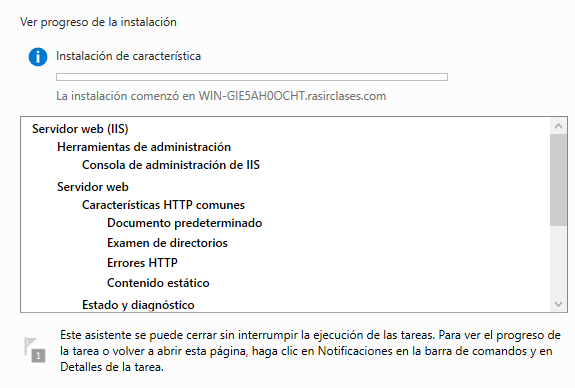 Ver progreso de la instalación
Instalación de característica
La instalación comenzó en WIN-GIE5AH0OCHT.rasirclases.com
Servidor web (IIS)
Herramientas de administración
Consola de administración de IIS
Servidor web
Características HTTP comunes
Documento predeterminado
Examen de directorios
Errores HTTP
Contenido estático
Estado y diagnóstico
Este asistente se puede cerrar sin interrumpir la ejecución de las tareas. Para ver el progreso de
1
la tarea o volver a abrir esta página, haga clic en Notificaciones en la barra de comandos y en
Detalles de la tarea.